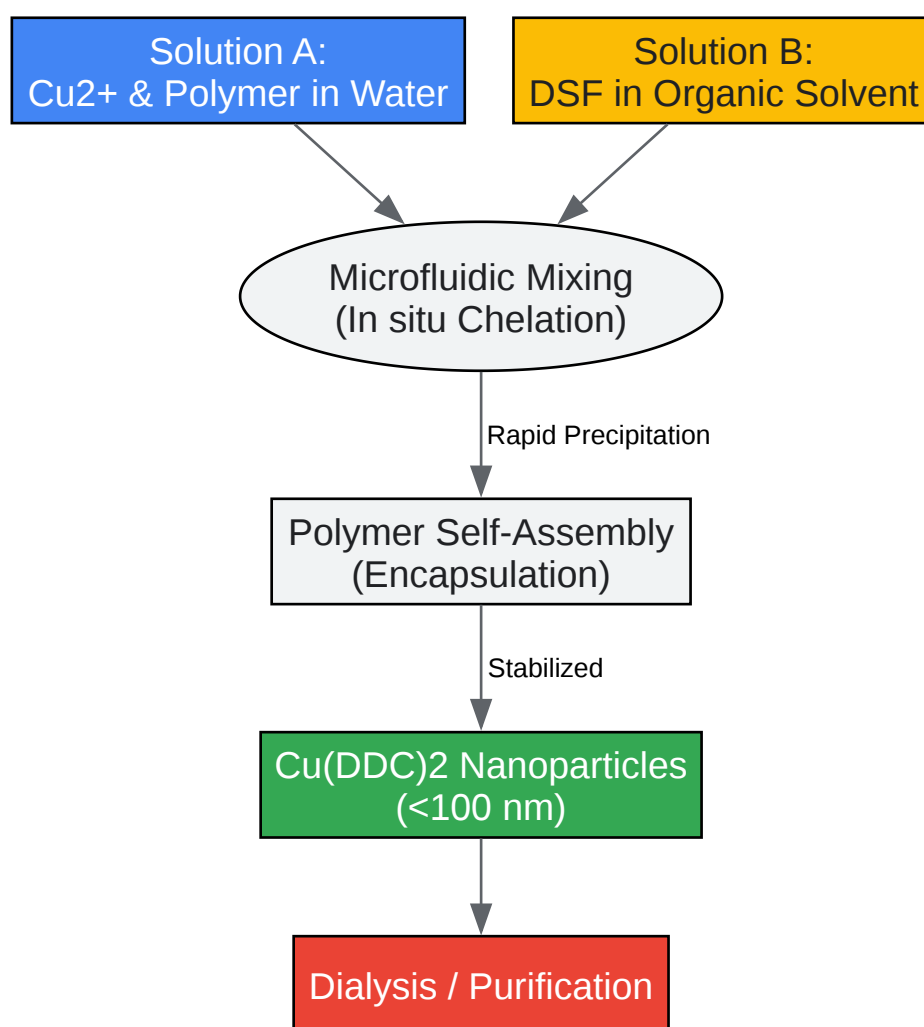 Solution A:
Cu2+ & Polymer in Water
Solution B:
DSF in Organic Solvent
Microfluidic Mixing
(In situ Chelation)
Rapid Precipitation
Polymer Self-Assembly
(Encapsulation)
Stabilized
Cu(DDC)2 Nanoparticles
(<100 nm)
Dialysis / Purification